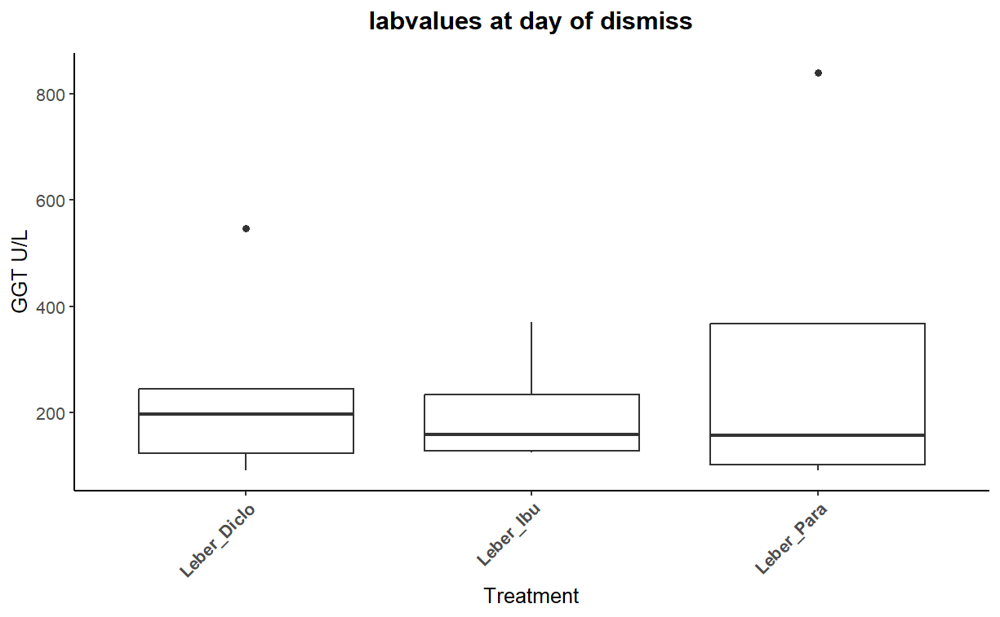 labvalues at day of dismiss
GGT U/L
800
600
400
200
Leber_Diclo
Leber_Ibu
Leber_Para
Treatment